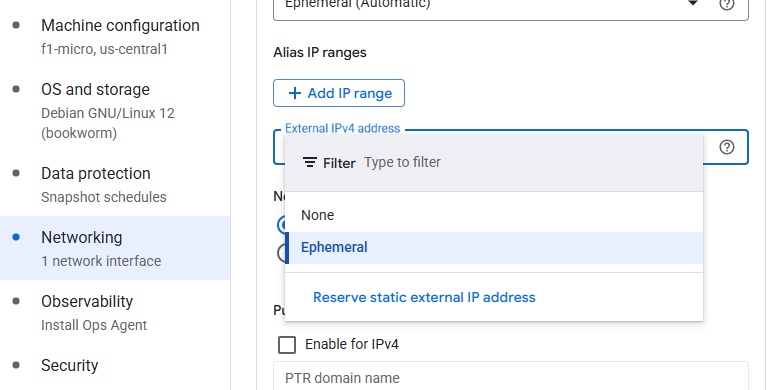 Machine configuration
f1-micro, us-central1
OS and storage
Debian GNU/Linux 12
(bookworm)
Data protection
Snapshot schedules
Networking
1 network interface
Observability
Install Ops Agent
Security
Ephemeral (Automatic)
Alias IP ranges
+ Add IP range
External IPv4 address
Filter Type to filter
None
Ephemeral
Reserve static external IP address
Enable for IPv4
PTR domain name